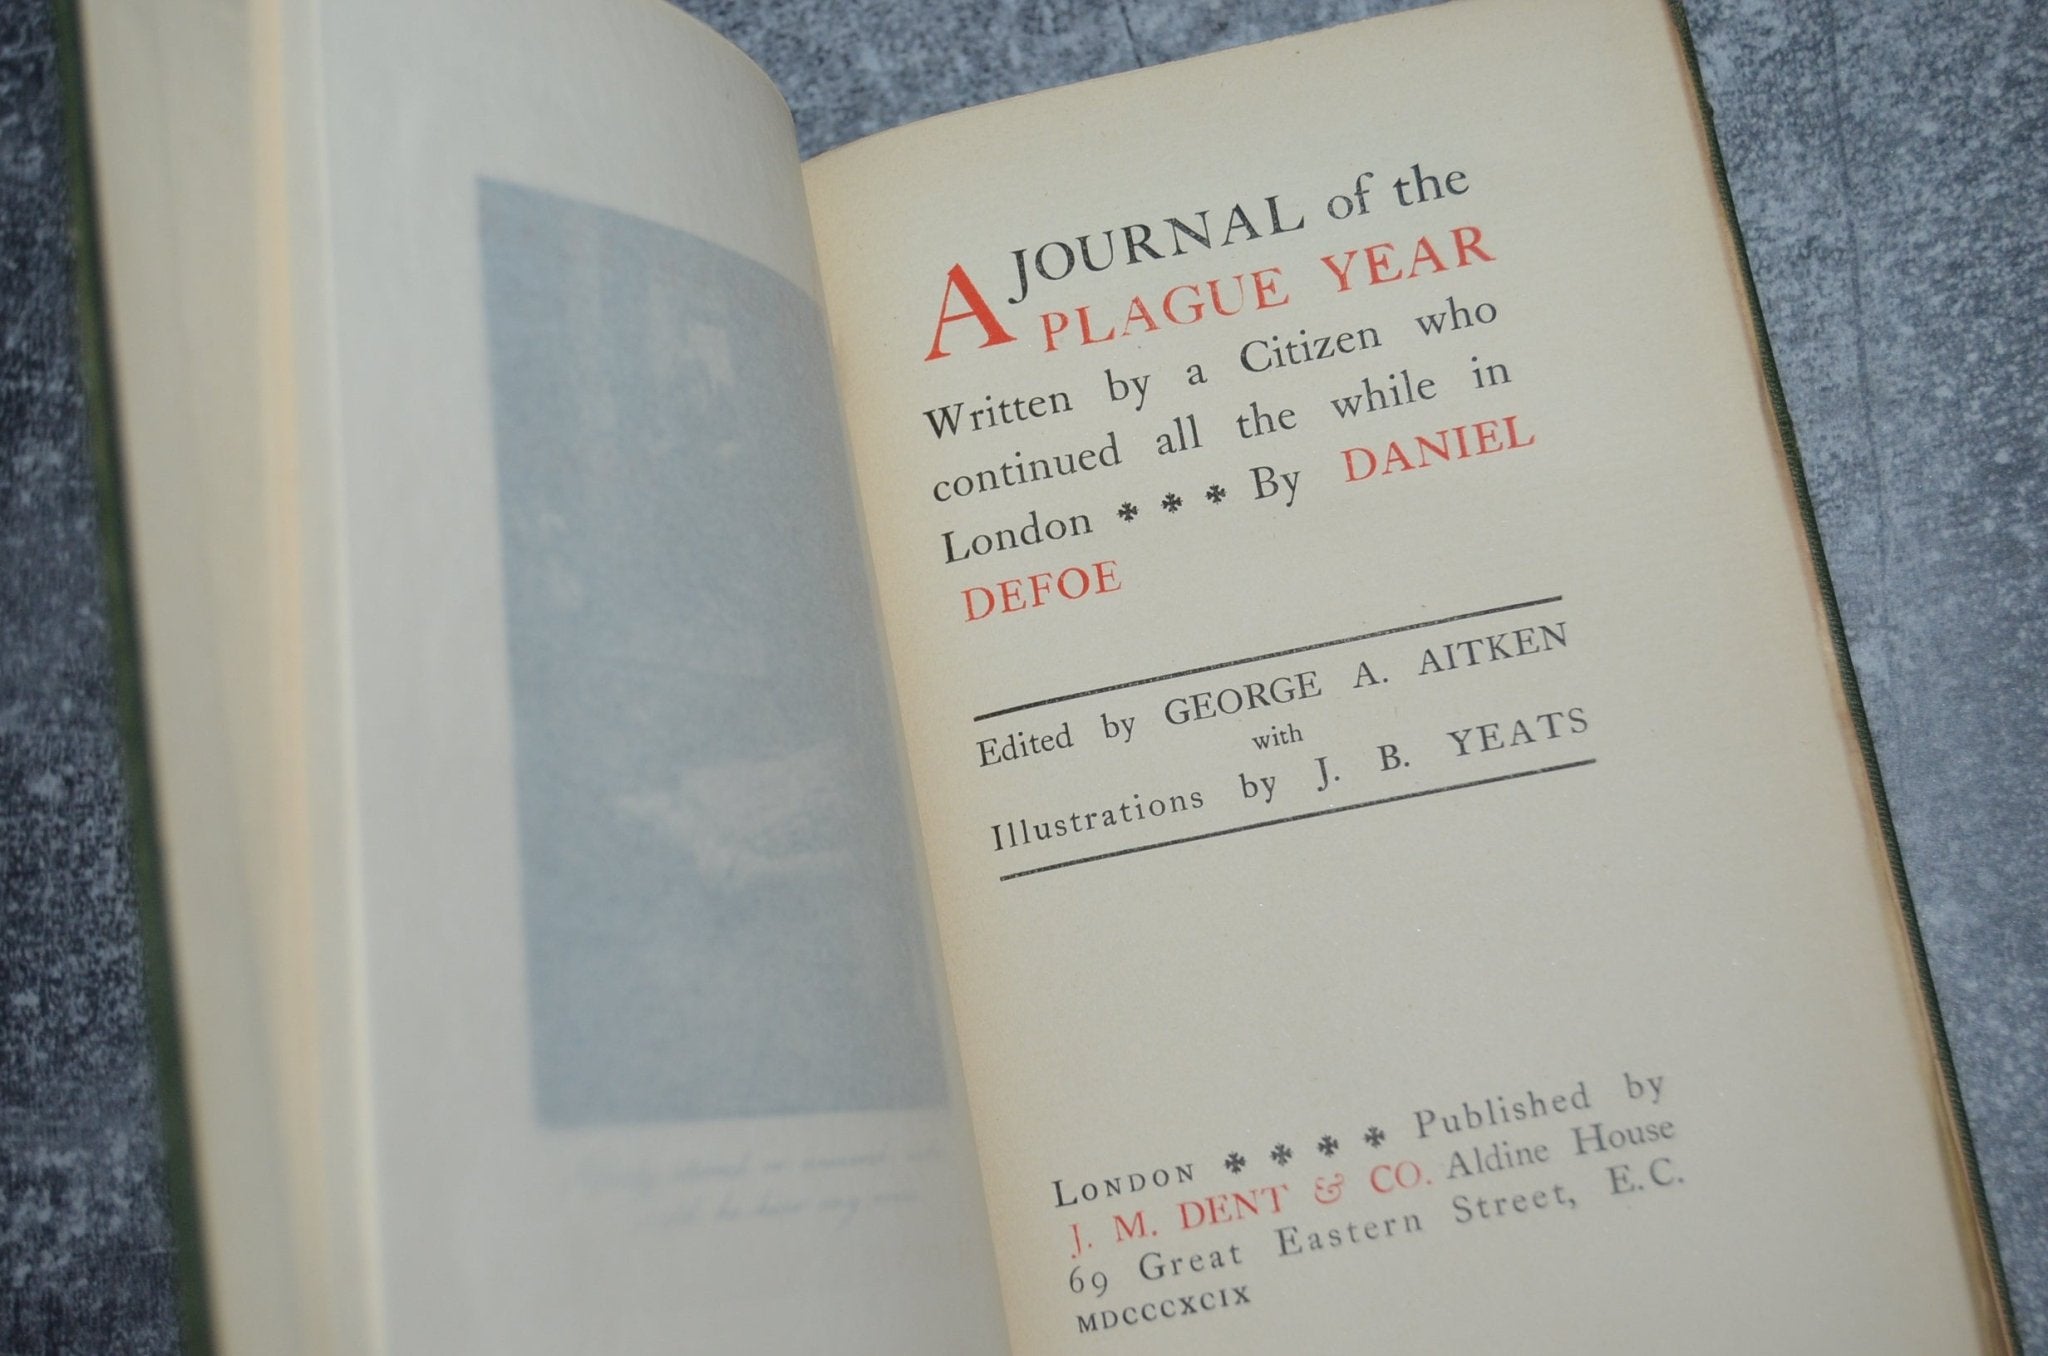 A JOURNAL of the
PLAGUE YEAR
Written by a Citizen who
continued all the while in
London *** By DANIEL
DEFOE
Edited by GEORGE A. AITKEN
with
Illustrations by J. B. YEATS
LONDON **** Published by
J. M. DENT & CO. Aldine House
69 Great Eastern Street, E.C.
MDCCCXCIX